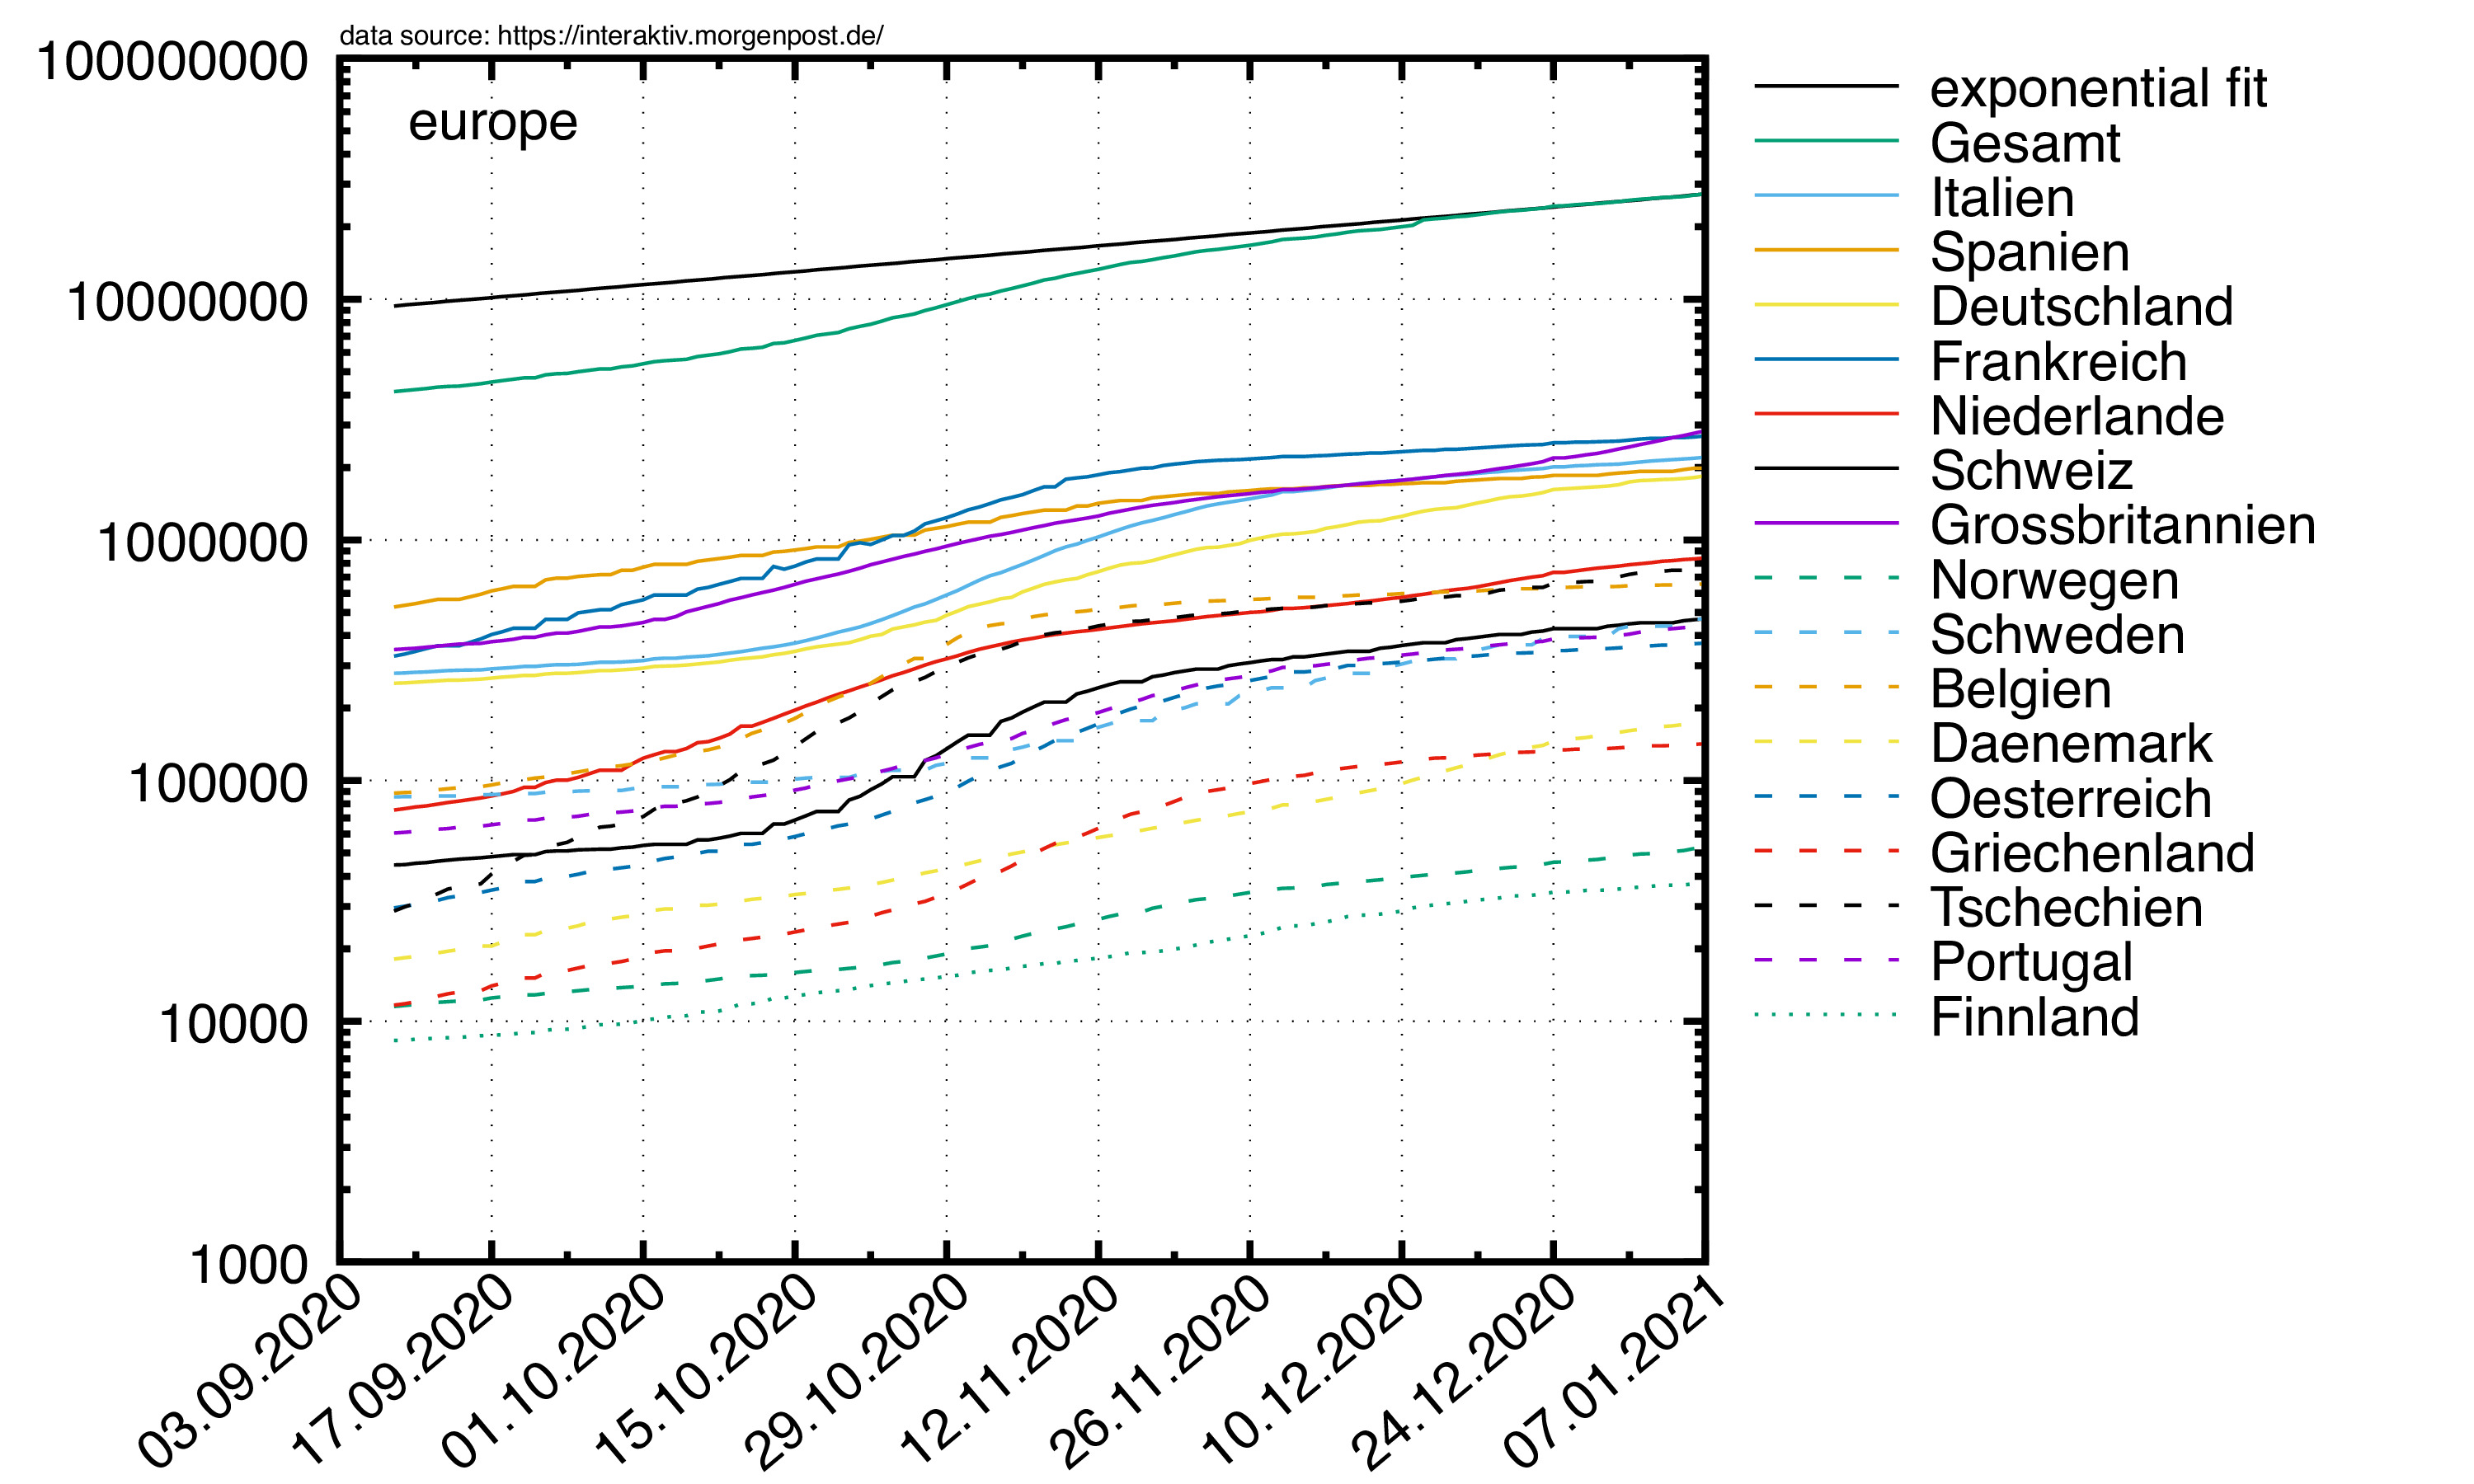 data source: https://interaktiv.morgenpost.de/
100000000
10000000
1000000
100000
10000
1000
europe
exponential fit
Gesamt
Italien
Spanien
Deutschland
Frankreich
Niederlande
Schweiz
Grossbritannien
Norwegen
Schweden
Belgien
Daenemark
Oesterreich
Griechenland
Tschechien
Portugal
Finnland
03.09.2020
17.09.2020
01.10.2020
15.10.2020
29.10.2020
12.11.2020
26.11.2020
10.12.2020
24.12.2020
07.01.2021